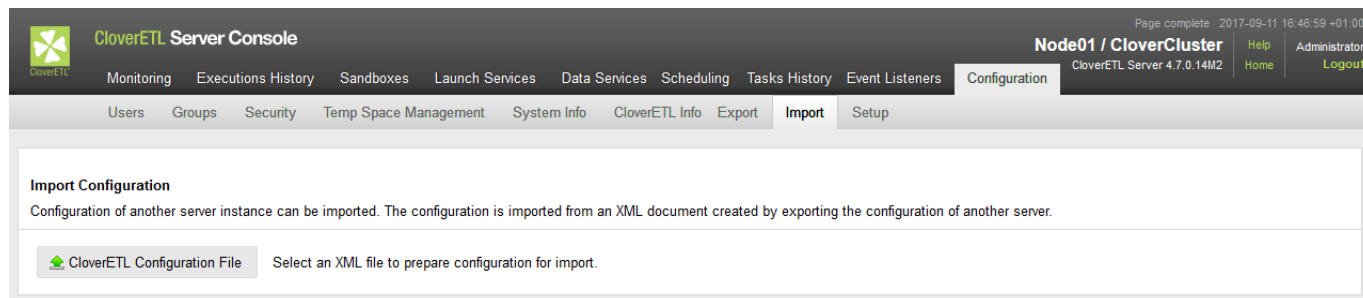 Page complete 2017-09-11 16:46:59 +01:00
CloverETL Server Console
Node01 / CloverCluster Help Administrator
CloverETL
CloverETL Server 4.7.0.14M2 Home Logout
Monitoring Executions History Sandboxes Launch Services Data Services Scheduling Tasks History Event Listeners Configuration
Users Groups Security Temp Space Management System Info CloverETL Info Export Import Setup
Import Configuration
Configuration of another server instance can be imported. The configuration is imported from an XML document created by exporting the configuration of another server.
CloverETL Configuration File Select an XML file to prepare configuration for import.